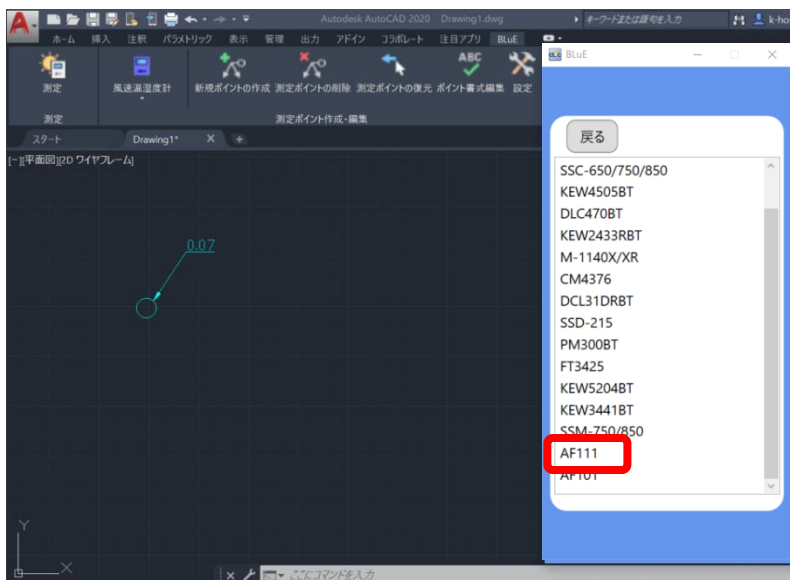 Autodesk AutoCAD 2020 Drawing1.dwg
キーワードまたは語句を入力
k-ho
ホーム 挿入 注釈 パラメトリック 表示 管理 出力 アドイン コラボレート 注目アプリ BLuE
測定
風速温湿度計
新規ポイントの作成
測定ポイントの削除
測定ポイントの復元
ABC
ポイント書式編集
設定
測定
測定ポイント作成・編集
スタート
Drawing1*
[−][平面図][2D ワイヤフレーム]
0.07
Y
X
ここにコマンドを入力
BLuE
戻る
SSC-650/750/850
KEW4505BT
DLC470BT
KEW2433RBT
M-1140X/XR
CM4376
DCL31DRBT
SSD-215
PM300BT
FT3425
KEW5204BT
KEW3441BT
SSM-750/850
AF111
AF101